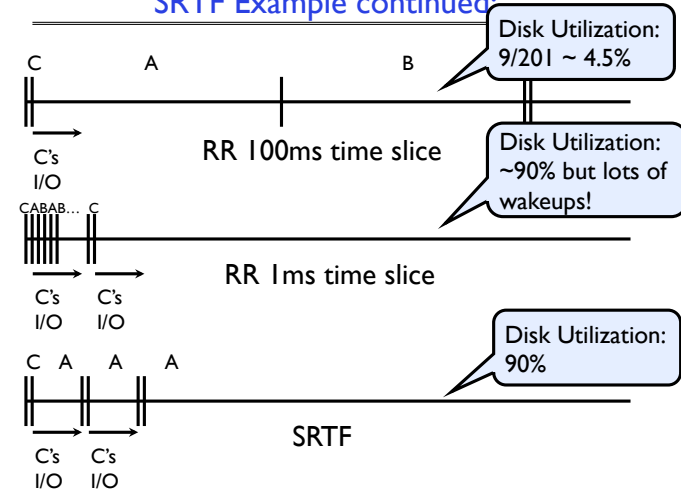 SRTF Example continued:
Disk Utilization:
9/201 ~ 4.5%
C A B
C's
I/O
RR 100ms time slice
Disk Utilization:
~90% but lots of
wakeups!
CABAB... C
C's C's
I/O I/O
RR 1ms time slice
Disk Utilization:
90%
C A A A
C's C's
I/O I/O
SRTF